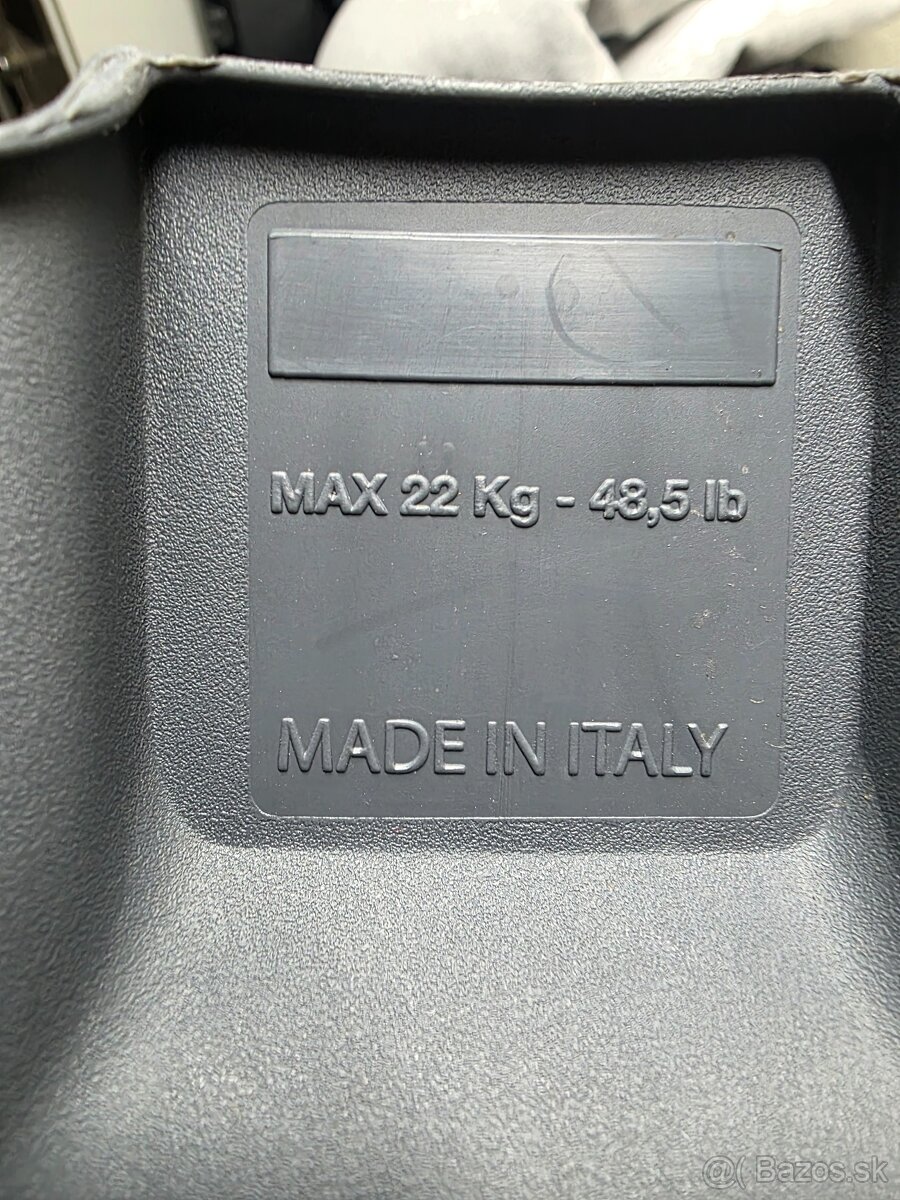 MAX 22 Kg - 48,5 lb
MADE IN ITALY
@( Bazos.sk